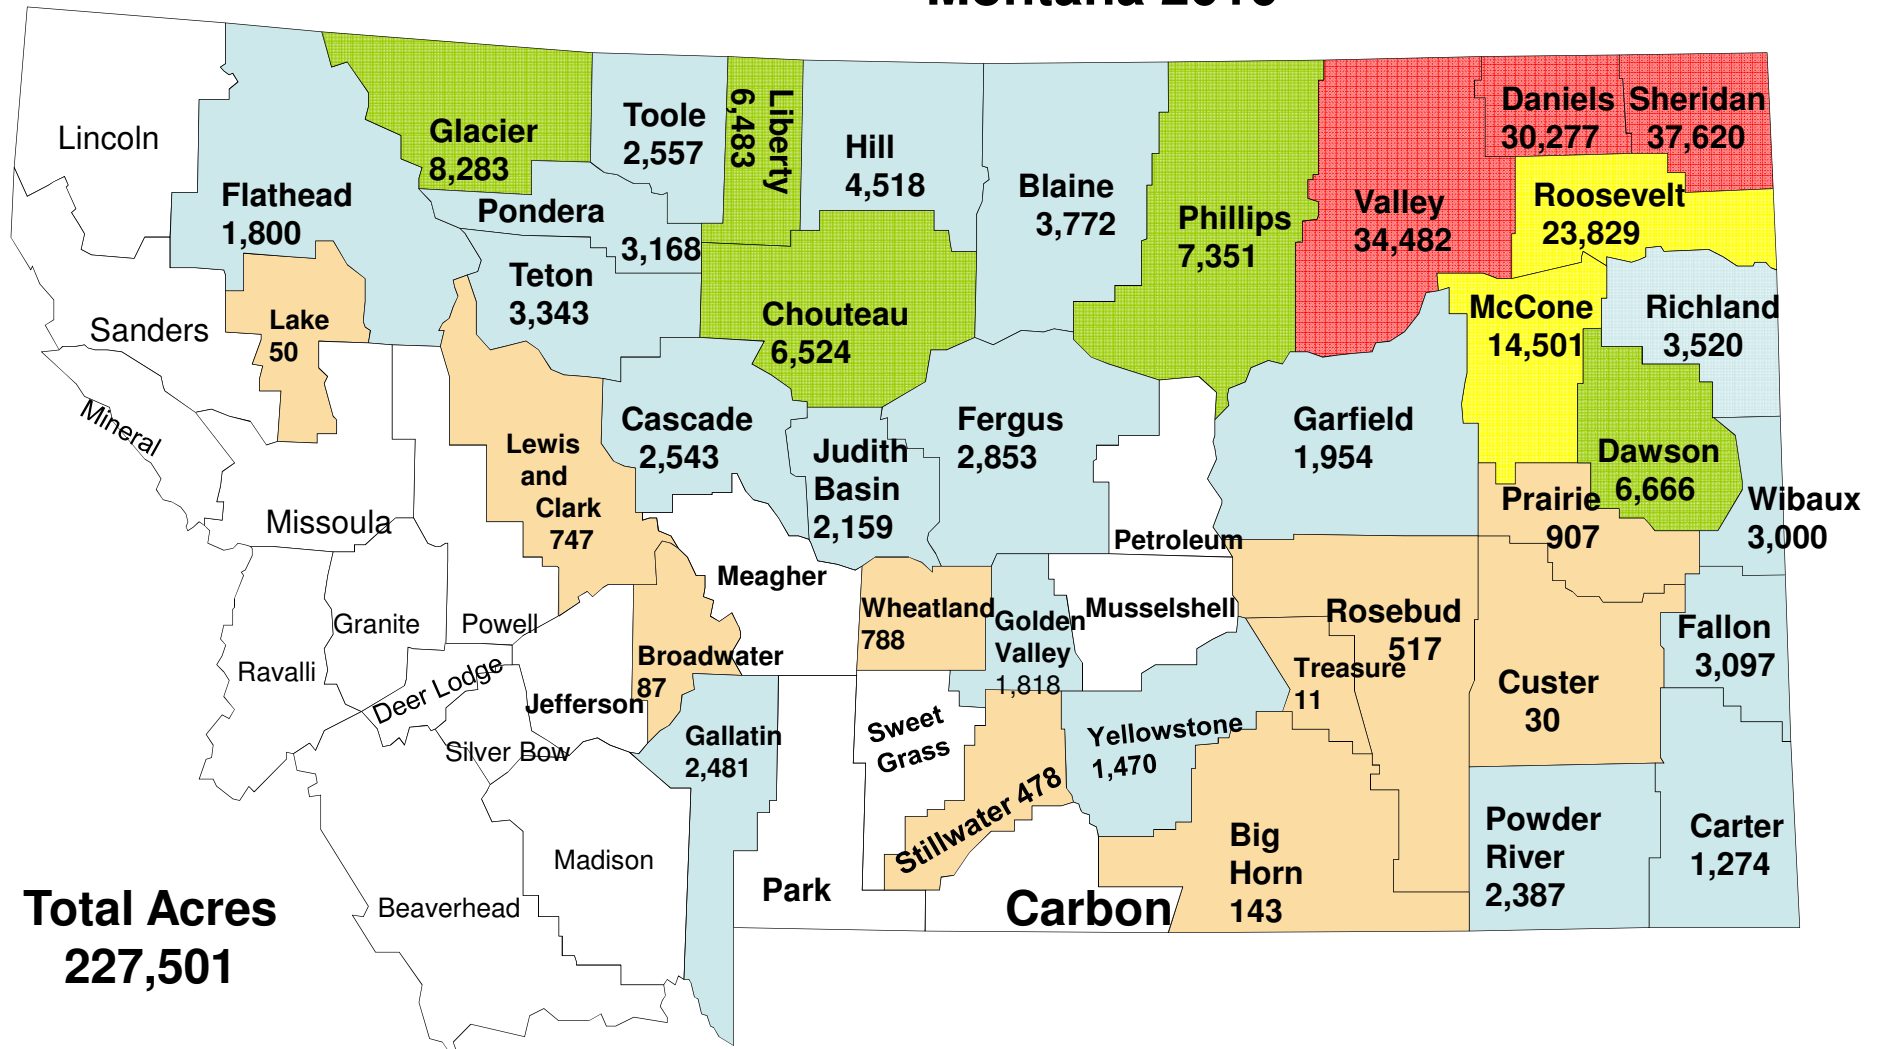 Lincoln
Flathead
1,800
Glacier
8,283
Toole
2,557
Liberty
6,483
Hill
4,518
Blaine
3,772
Phillips
7,351
Valley
34,482
Daniels
30,277
Sheridan
37,620
Roosevelt
23,829
Pondera
3,168
Teton
3,343
Chouteau
6,524
McCone
14,501
Richland
3,520
Sanders
Lake
50
Mineral
Missoula
Lewis
and
Clark
747
Cascade
2,543
Judith
Basin
2,159
Fergus
2,853
Petroleum
Garfield
1,954
Dawson
6,666
Prairie
907
Wibaux
3,000
Ravalli
Granite
Powell
Deer Lodge
Silver Bow
Jefferson
Broadwater
87
Meagher
Wheatland
788
Golden
Valley
1,818
Musselshell
Treasure
11
Rosebud
517
Custer
30
Fallon
3,097
Gallatin
2,481
Sweet
Grass
Stillwater 478
Yellowstone
1,470
Big
Horn
143
Powder
River
2,387
Carter
1,274
Madison
Beaverhead
Park
Carbon
Total Acres
227,501